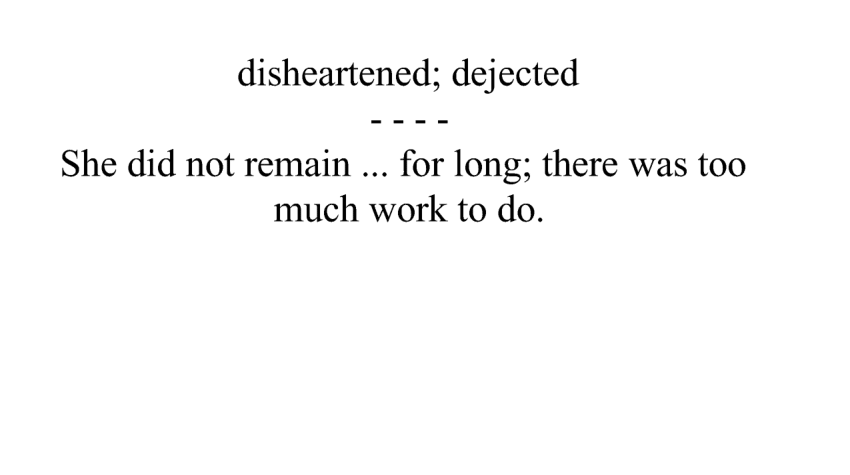 disheartened; dejected
- - - -
She did not remain ... for long; there was too
much work to do.